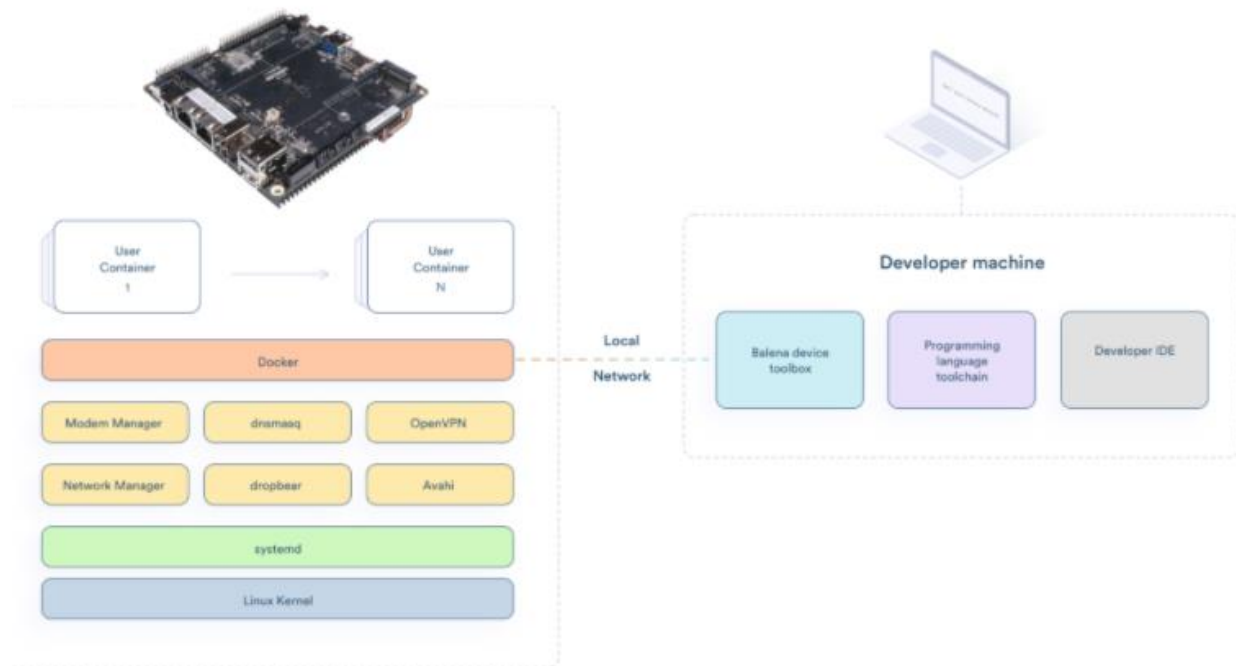 User
Container
1
User
Container
N
Docker
Modem Manager
dnsmasq
OpenVPN
Network Manager
dropbear
Avahi
systemd
Linux Kernel
Local
Network
Developer machine
Balena device
toolbox
Programming
language
toolchain
Developer IDE